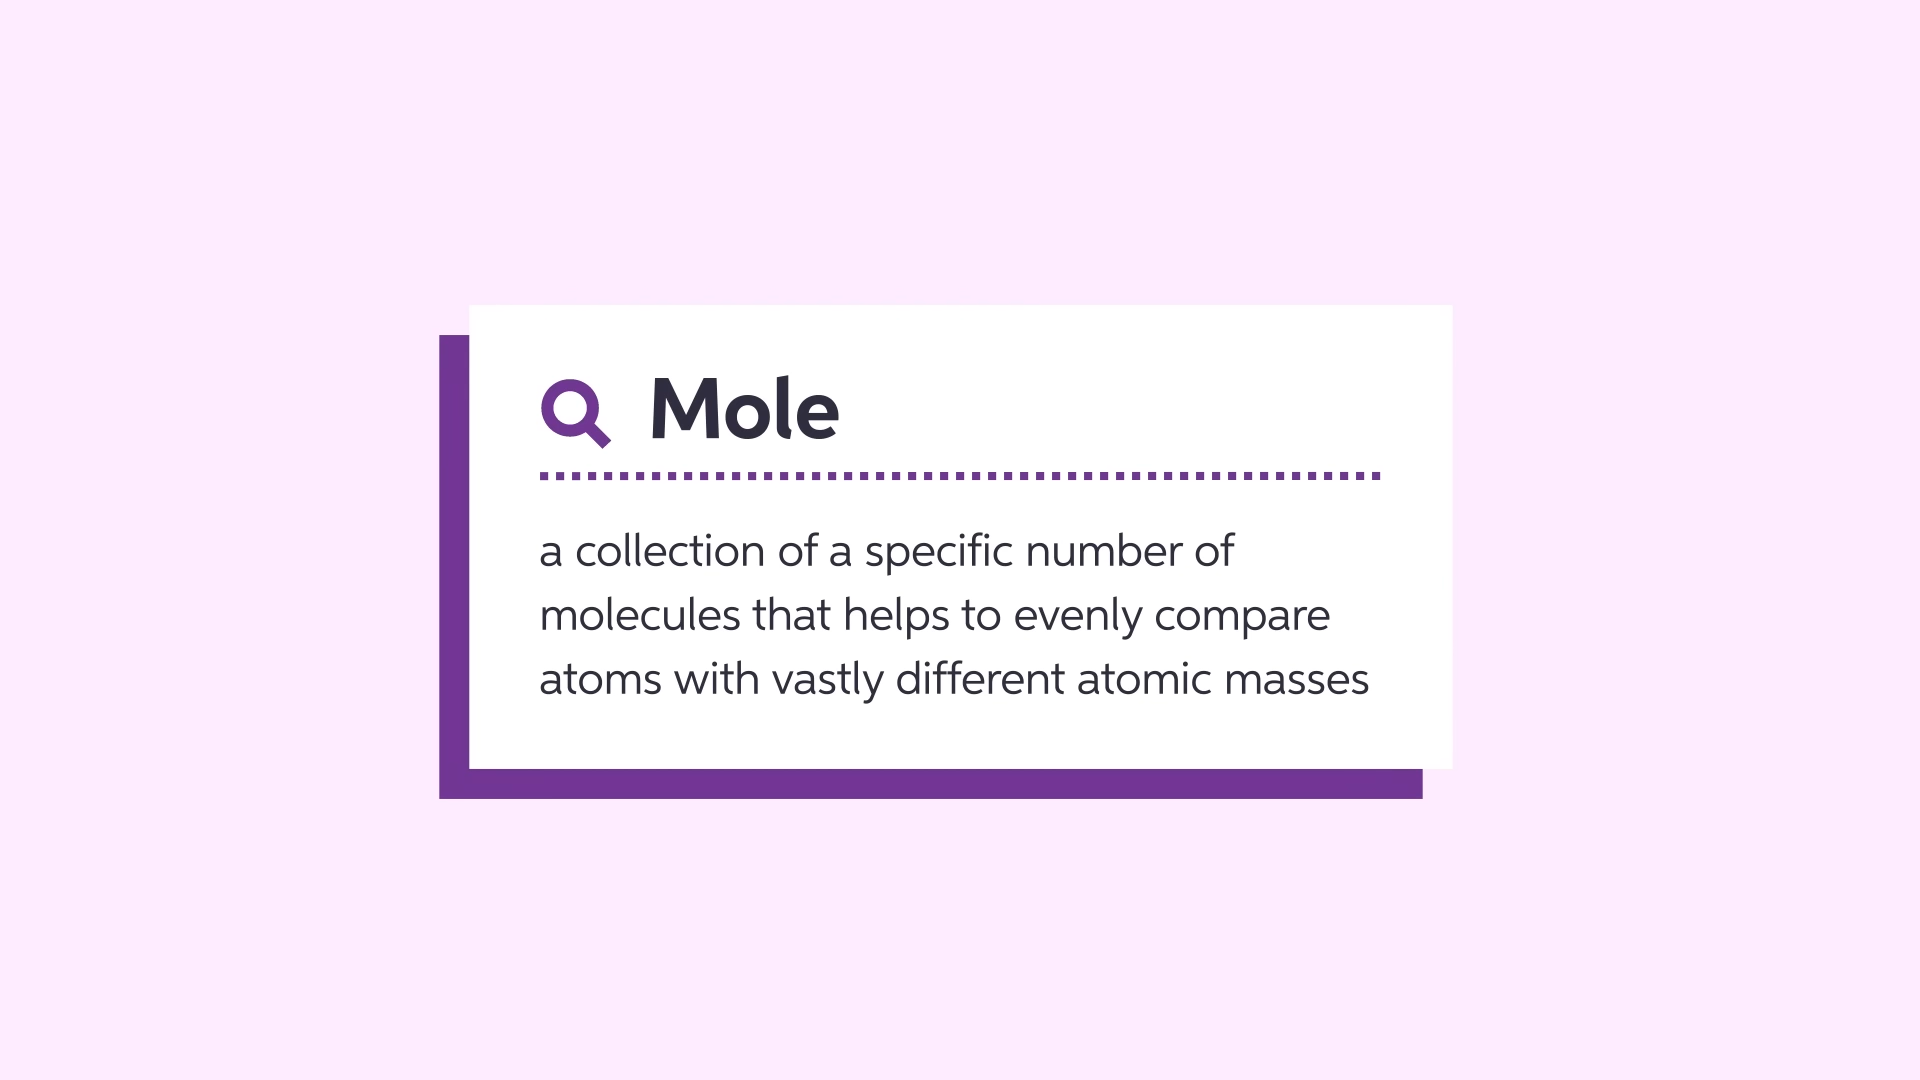 Mole
a collection of a specific number of
molecules that helps to evenly compare
atoms with vastly different atomic masses